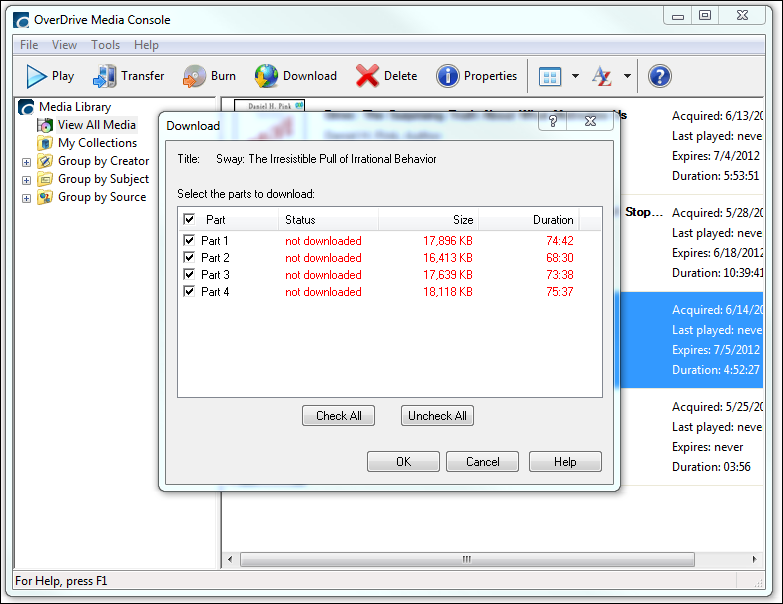 OverDrive Media Console
File View Tools Help
Play Transfer Burn Download Delete Properties
Media Library
View All Media
My Collections
Group by Creator
Group by Subject
Group by Source
Daniel H. Pink
Acquired: 6/13/20
Last played: neve
Expires: 7/4/2012
Duration: 5:53:51
Stop...
Acquired: 5/28/20
Last played: neve
Expires: 6/18/2012
Duration: 10:39:41
Acquired: 6/14/20
Last played: neve
Expires: 7/5/2012
Duration: 4:52:27
Acquired: 5/25/20
Last played: neve
Expires: never
Duration: 03:56
Download
Title: Sway: The Irresistible Pull of Irrational Behavior
Select the parts to download:
Part Status Size Duration
Part 1 not downloaded 17,896 KB 74:42
Part 2 not downloaded 16,413 KB 68:30
Part 3 not downloaded 17,639 KB 73:38
Part 4 not downloaded 18,118 KB 75:37
Check All Uncheck All
OK Cancel Help
For Help, press F1